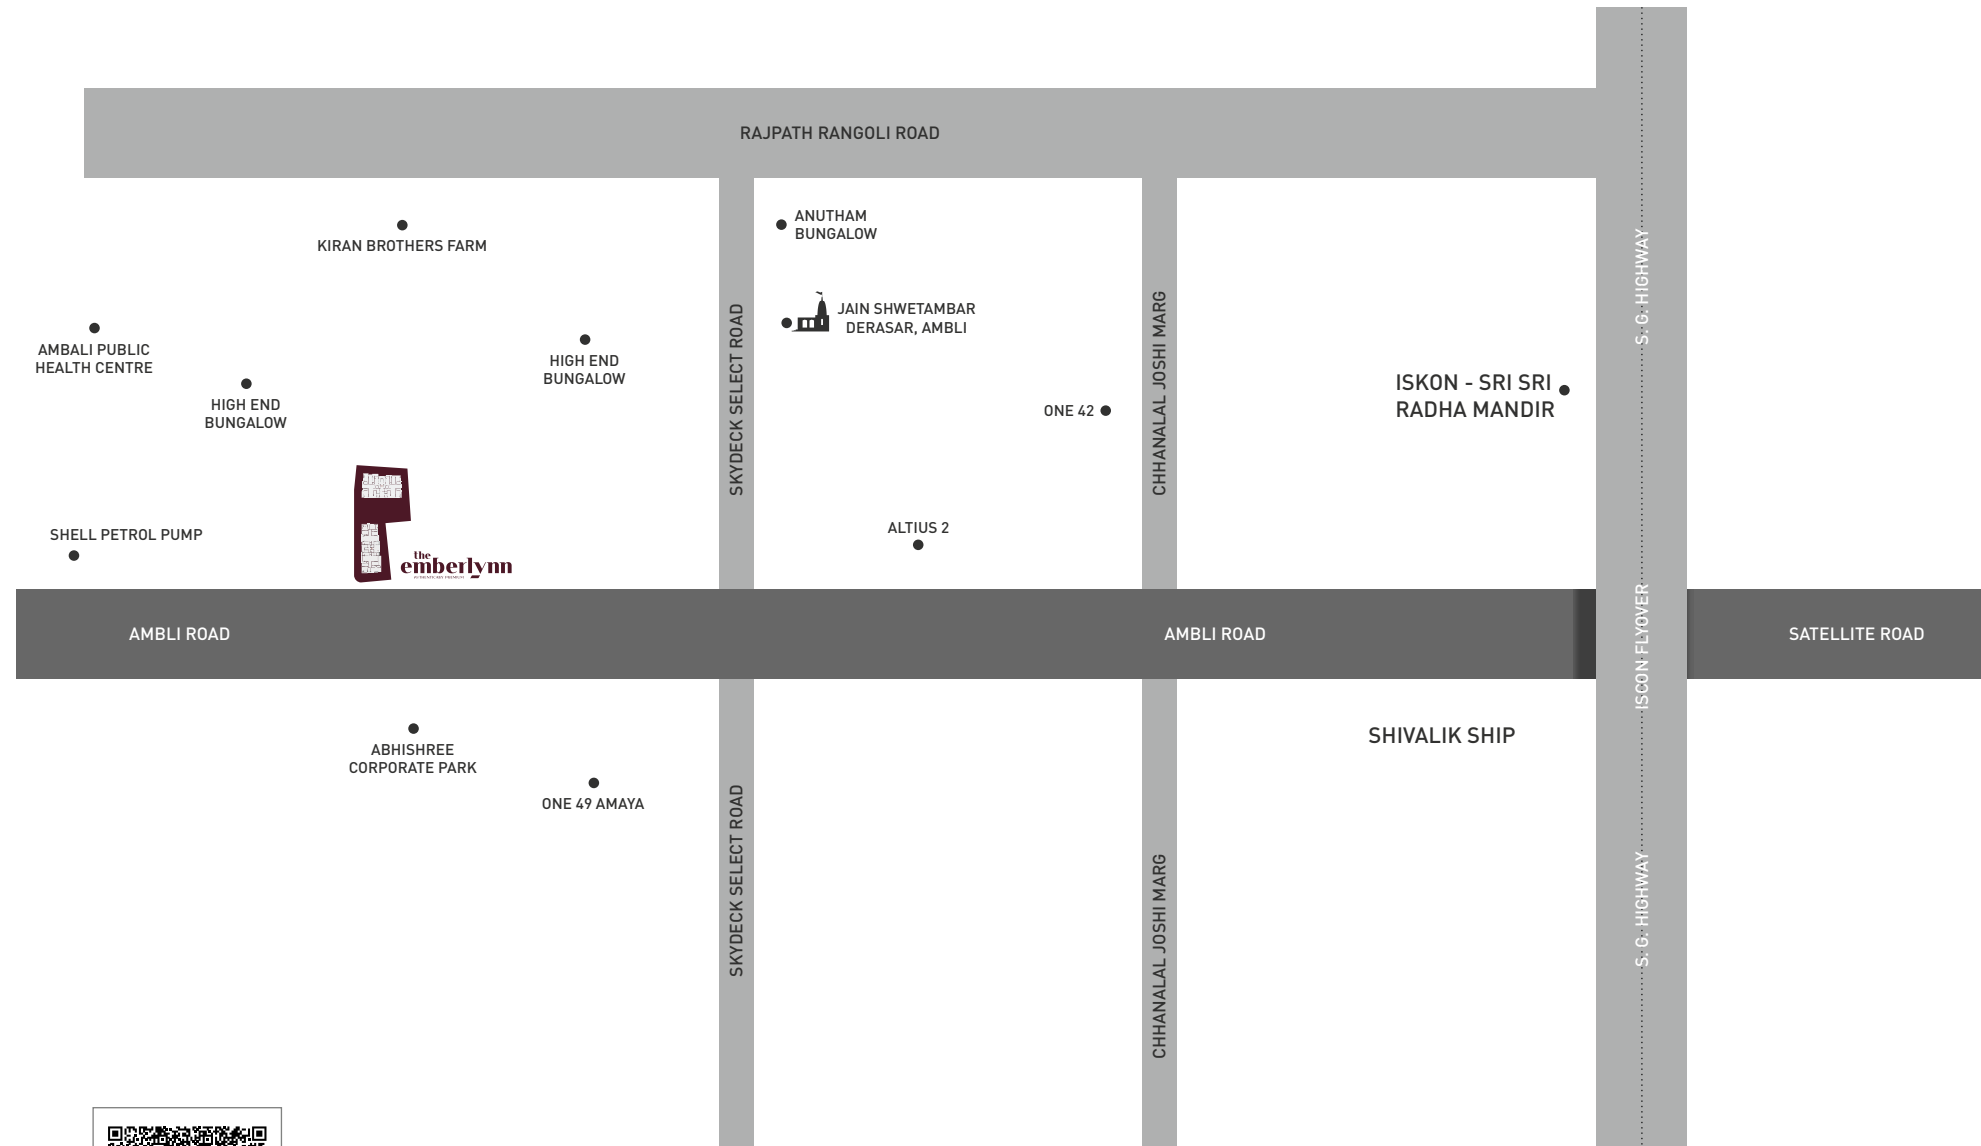 RAJPATH RANGOLI ROAD
KIRAN BROTHERS FARM
ANUTHAM
BUNGALOW
JAIN SHWETAMBAR
DERASAR, AMBLI
AMBALI PUBLIC
HEALTH CENTRE
HIGH END
BUNGALOW
HIGH END
BUNGALOW
SKYDECK SELECT ROAD
ONE 42
CHHANALAL JOSHI MARG
ISKON - SRI SRI
RADHA MANDIR
S. G. HIGHWAY
SHELL PETROL PUMP
the
emberlynn
ALTIUS 2
AMBLI ROAD
AMBLI ROAD
ISCON FLYOVER
SATELLITE ROAD
ABHISHREE
CORPORATE PARK
ONE 49 AMAYA
SHIVALIK SHIP
SKYDECK SELECT ROAD
CHHANALAL JOSHI MARG
S. G. HIGHWAY